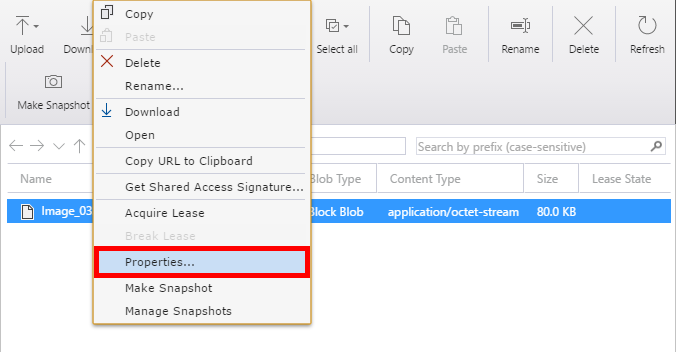 Upload
Copy
Paste
Delete
Rename...
Download
Open
Copy URL to Clipboard
Get Shared Access Signature...
Acquire Lease
Break Lease
Properties...
Make Snapshot
Manage Snapshots
Select all
Copy
Paste
Rename
Delete
Refresh
Make Snapshot
Search by prefix (case-sensitive)
Name
Blob Type
Content Type
Size
Lease State
Image_03
Block Blob
application/octet-stream
80.0 KB